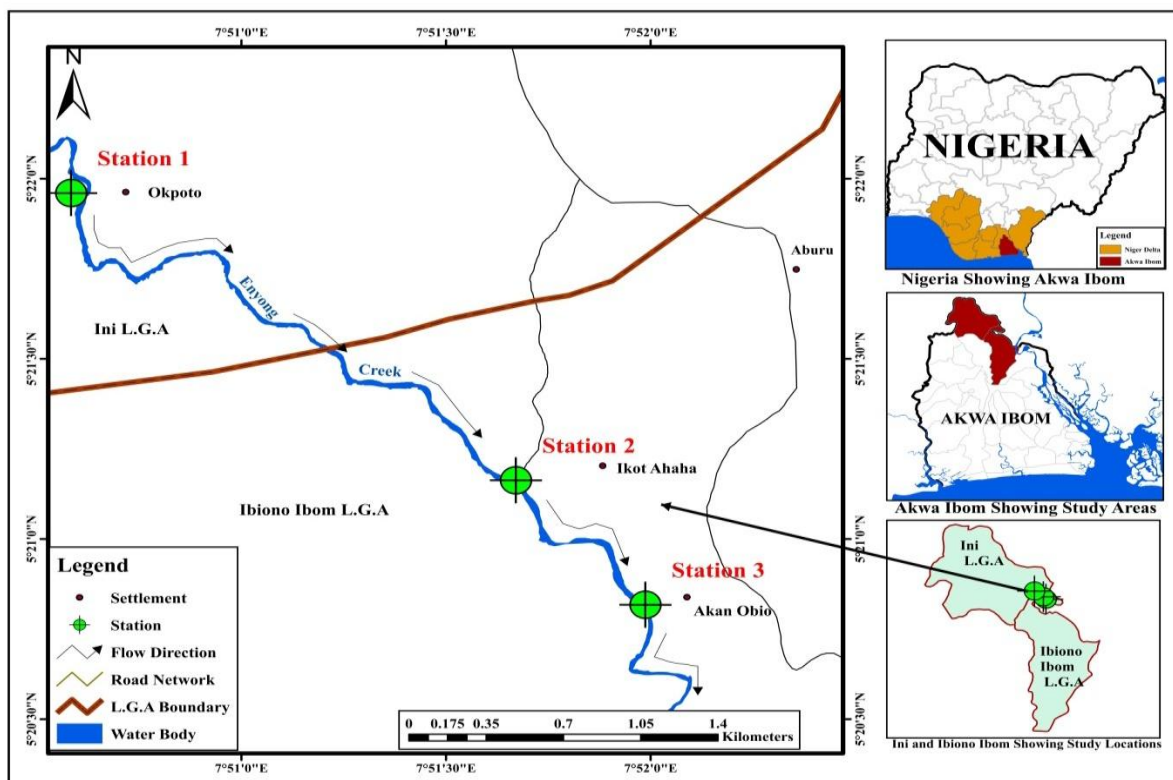 7°51'0"E
7°51'30"E
7°52'0"E
N
5°22'0"N
5°21'30"N
5°21'0"N
5°20'30"N
Station 1
Okpoto
Aburu
Enyong
Ini L.G.A
Creek
Station 2
Ikot Ahaha
Ibiono Ibom L.G.A
Station 3
Akan Obio
Legend
Settlement
Station
Flow Direction
Road Network
L.G.A Boundary
Water Body
0 0.175 0.35 0.7 1.05 1.4
Kilometers
5°22'0"N
5°21'30"N
5°21'0"N
5°20'30"N
7°51'0"E
7°51'30"E
7°52'0"E
NIGERIA
Legend
Niger Delta
Akwa Ibom
Nigeria Showing Akwa Ibom
AKWA IBOM
Akwa Ibom Showing Study Areas
Ini
L.G.A
Ibiono
Ibom
L.G.A
Ini and Ibiono Ibom Showing Study Locations